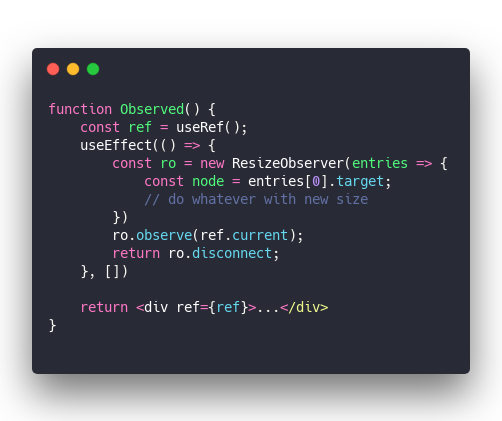 function Observed() {
    const ref = useRef();
    useEffect(() => {
        const ro = new ResizeObserver(entries => {
            const node = entries[0].target;
            // do whatever with new size
        })
        ro.observe(ref.current);
        return ro.disconnect;
    }, [])

    return <div ref={ref}>...</div>
}